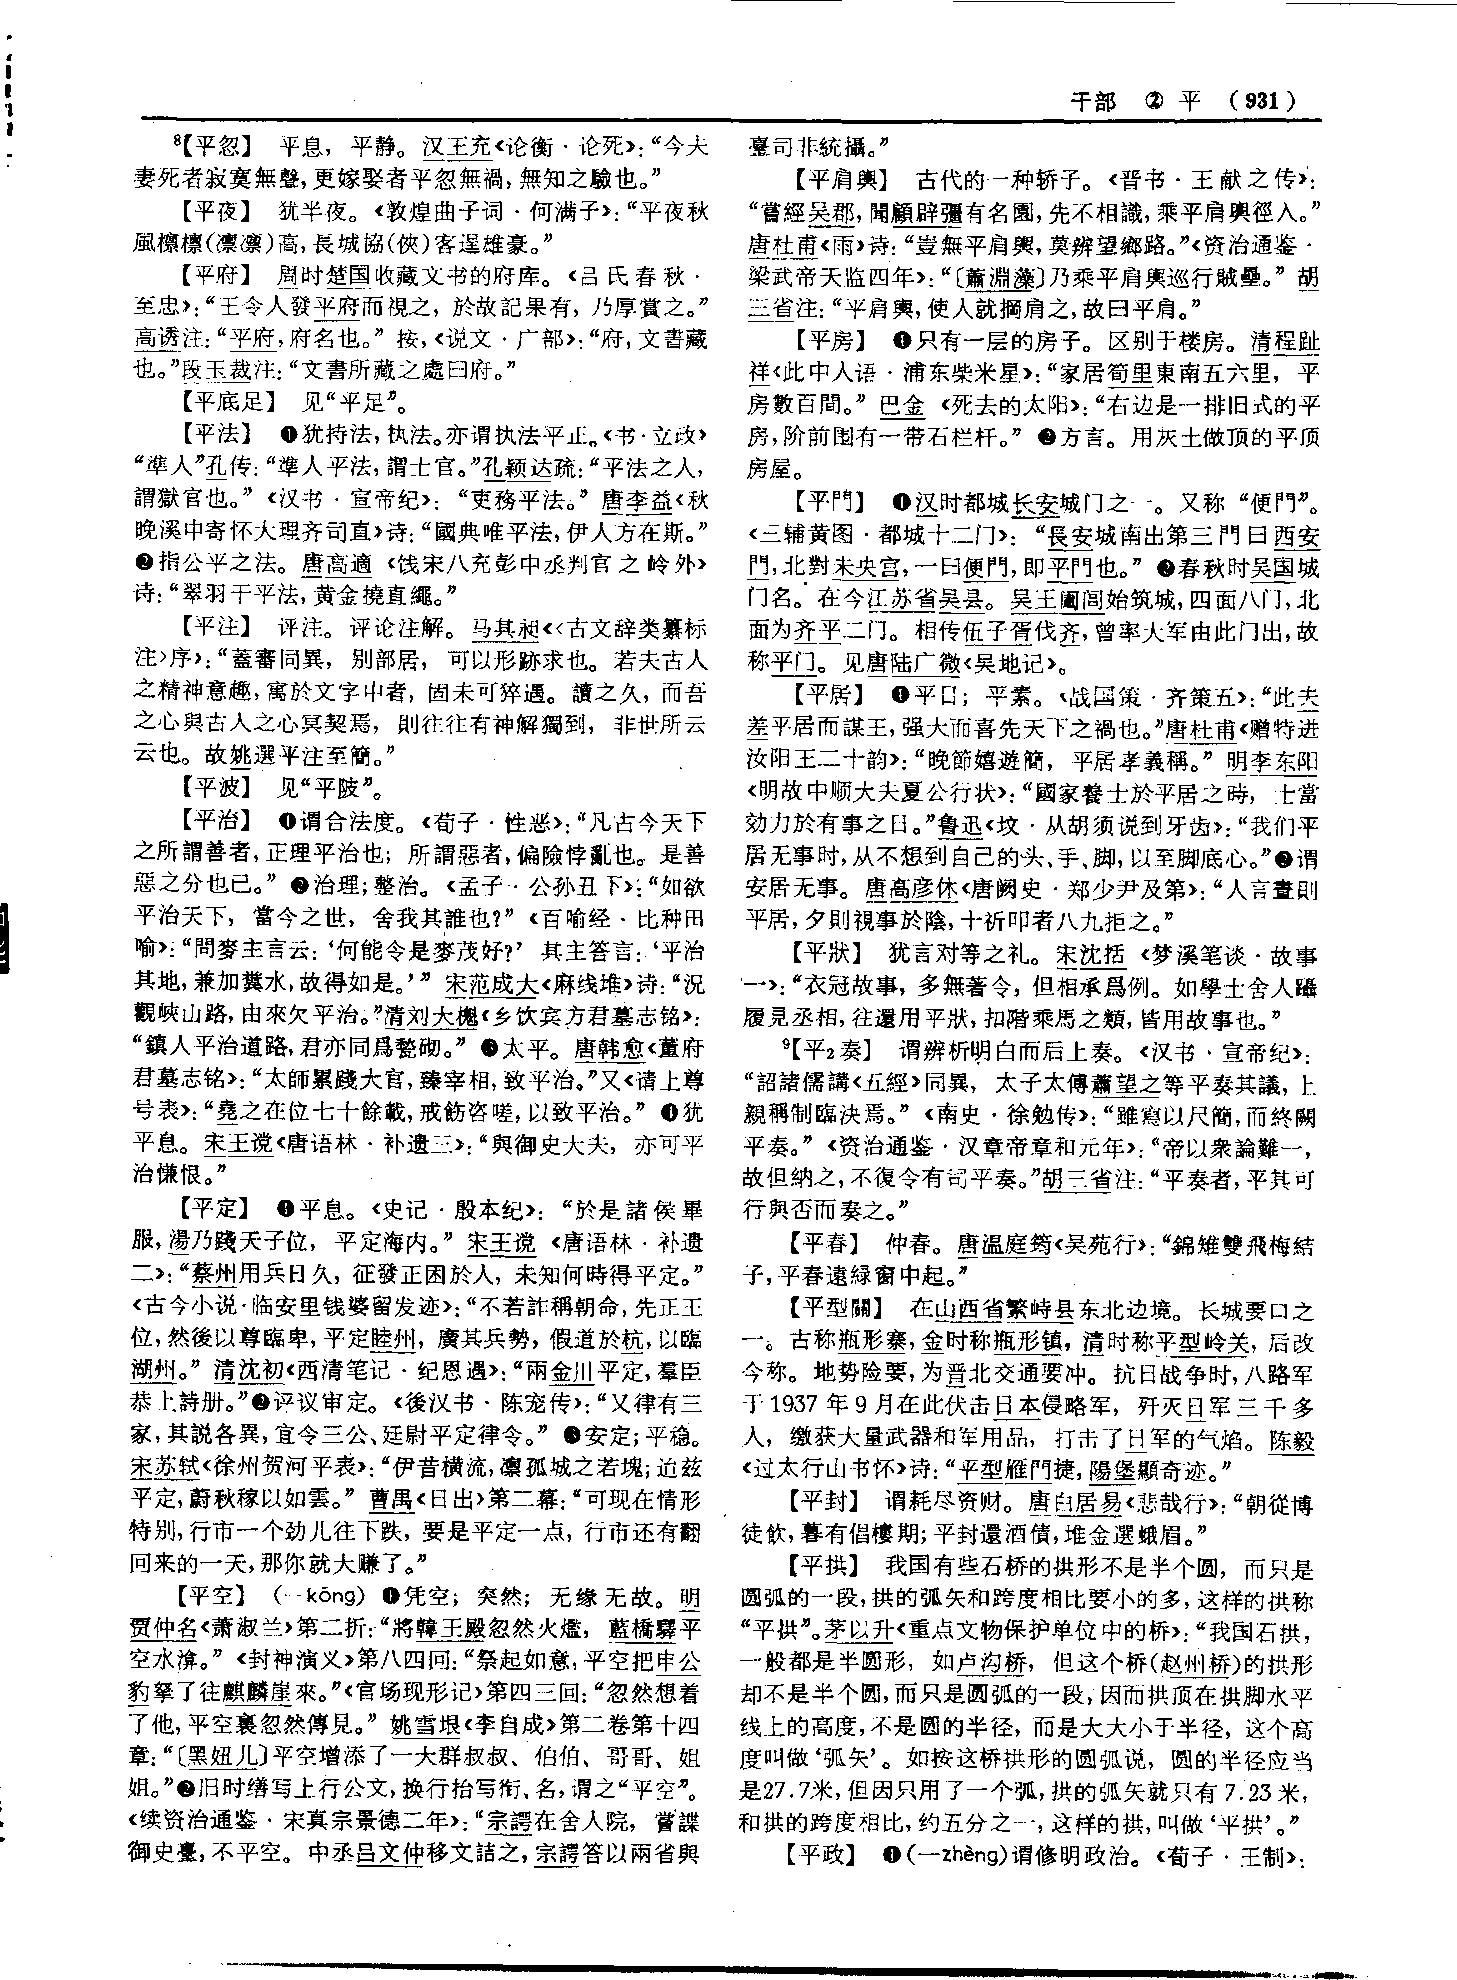 干部 ② 平 （931）
⁸【平忽】 平息，平静。汉王充《论衡·论死》：“今夫
妻死者寂寞無聲，更嫁娶者平忽無禍，無知之驗也。”
【平夜】 犹半夜。《敦煌曲子词·何满子》：“平夜秋
風檩檩（凛凛）高，長城協（俠）客逞雄豪。”
【平府】 周时楚国收藏文书的府库。《吕氏春秋·
至忠》：“王令人發平府而視之，於故記果有，乃厚賞之。”
高诱注：“平府，府名也。” 按，《说文·广部》：“府，文書藏
也。”段玉裁注：“文書所藏之處曰府。”
【平底足】 见“平足”。
【平法】 ❶犹持法，执法。亦谓执法平正。《书·立政》
“準人”孔传：“準人平法，謂士官。”孔颖达疏：“平法之人，
謂獄官也。” 《汉书·宣帝纪》：“吏務平法。” 唐李益《秋
晚溪中寄怀大理齐司直》诗：“國典唯平法，伊人方在斯。”
❷指公平之法。唐高適《饯宋八充彭中丞判官之岭外》
诗：“翠羽干平法，黄金撓直繩。”
【平注】 评注。评论注解。马其昶《〈古文辞类纂标
注〉序》：“蓋審同異，别部居，可以形跡求也。若夫古人
之精神意趣，寓於文字中者，固未可猝遇。讀之久，而吾
之心與古人之心冥契焉，則往往有神解獨到，非世所云
云也。故姚選平注至簡。”
【平波】 见“平陂”。
【平治】 ❶谓合法度。《荀子·性恶》：“凡古今天下
之所謂善者，正理平治也；所謂惡者，偏險悖亂也。是善
惡之分也已。” ❷治理；整治。《孟子·公孙丑下》：“如欲
平治天下，當今之世，舍我其誰也？” 《百喻经·比种田
喻》：“問麥主言云：‘何能令是麥茂好？’ 其主答言：‘平治
其地，兼加糞水，故得如是。’” 宋范成大《麻线堆》诗：“況
觀峽山路，由來欠平治。”清刘大櫆《乡饮宾方君墓志铭》：
“鎮人平治道路，君亦同爲甃砌。” ❸太平。唐韩愈《董府
君墓志铭》：“太師累踐大官，臻宰相，致平治。”又《请上尊
号表》：“堯之在位七十餘載，戒飭咨嗟，以致平治。” ❹犹
平息。宋王谠《唐语林·补遗三》：“與御史大夫，亦可平
治慊恨。”
【平定】 ❶平息。《史记·殷本纪》：“於是諸侯畢
服，湯乃踐天子位，平定海内。” 宋王谠《唐语林·补遗
二》：“蔡州用兵日久，征發正困於人，未知何時得平定。”
《古今小说·临安里钱婆留发迹》：“不若詐稱朝命，先正王
位，然後以尊臨卑，平定睦州，廣其兵勢，假道於杭，以臨
湖州。” 清沈初《西清笔记·纪恩遇》：“兩金川平定，羣臣
恭上詩册。”❷评议审定。《後汉书·陈宠传》：“又律有三
家，其説各異，宜令三公、廷尉平定律令。” ❸安定；平稳。
宋苏轼《徐州贺河平表》：“伊昔横流，凛孤城之若塊；迨兹
平定，蔚秋稼以如雲。” 曹禺《日出》第二幕：“可现在情形
特别，行市一个劲儿往下跌，要是平定一点，行市还有翻
回来的一天，那你就大赚了。”
【平空】 （一kōng）❶凭空；突然；无缘无故。明
贾仲名《萧淑兰》第二折：“將韓王殿忽然火爁，藍橋驛平
空水渰。” 《封神演义》第八四回：“祭起如意，平空把申公
豹拏了往麒麟崖來。”《官场现形记》第四三回：“忽然想着
了他，平空裏忽然傳見。” 姚雪垠《李自成》第二卷第十四
章：“〔黑妞儿〕平空增添了一大群叔叔、伯伯、哥哥、姐
姐。”❷旧时缮写上行公文，换行抬写衔、名，谓之“平空”。
《续资治通鉴·宋真宗景德二年》：“宗諤在舍人院，嘗諜
御史臺，不平空。中丞吕文仲移文詰之，宗諤答以兩省與
臺司非統攝。”
【平肩輿】 古代的一种轿子。《晋书·王献之传》：
“嘗經吴郡，聞顧辟彊有名園，先不相識，乘平肩輿徑入。”
唐杜甫《雨》诗：“豈無平肩輿，莫辨望鄉路。”《资治通鉴·
梁武帝天监四年》：“〔蕭淵藻〕乃乘平肩輿巡行賊壘。” 胡
三省注：“平肩輿，使人就掆肩之，故曰平肩。”
【平房】 ❶只有一层的房子。区别于楼房。清程趾
祥《此中人语·浦东柴米星》：“家居筍里東南五六里，平
房數百間。” 巴金《死去的太阳》：“右边是一排旧式的平
房，阶前围有一带石栏杆。” ❷方言。用灰土做顶的平顶
房屋。
【平門】 ❶汉时都城长安城门之一。又称“便門”。
《三辅黄图·都城十二门》：“長安城南出第三門曰西安
門，北對未央宫，一曰便門，即平門也。” ❷春秋时吴国城
门名。在今江苏省吴县。吴王阖闾始筑城，四面八门，北
面为齐平二门。相传伍子胥伐齐，曾率大军由此门出，故
称平门。见唐陆广微《吴地记》。
【平居】 ❶平日；平素。《战国策·齐策五》：“此夫
差平居而謀王，强大而喜先天下之禍也。”唐杜甫《赠特进
汝阳王二十韵》：“晚節嬉遊簡，平居孝義稱。” 明李东阳
《明故中顺大夫夏公行状》：“國家養士於平居之時，士當
効力於有事之日。”鲁迅《坟·从胡须说到牙齿》：“我们平
居无事时，从不想到自己的头、手、脚，以至脚底心。”❷谓
安居无事。唐高彦休《唐阙史·郑少尹及第》：“人言晝則
平居，夕則視事於陰，十祈叩者八九拒之。”
【平狀】 犹言对等之礼。宋沈括《梦溪笔谈·故事
一》：“衣冠故事，多無著令，但相承爲例。如學士舍人躡
履見丞相，往還用平狀，扣階乘馬之類，皆用故事也。”
⁹【平₂奏】 谓辨析明白而后上奏。《汉书·宣帝纪》：
“詔諸儒講《五經》同異，太子太傅蕭望之等平奏其議，上
親稱制臨決焉。” 《南史·徐勉传》：“雖寫以尺簡，而終闕
平奏。” 《资治通鉴·汉章帝章和元年》：“帝以衆論難一，
故但納之，不復令有司平奏。”胡三省注：“平奏者，平其可
行與否而奏之。”
【平春】 仲春。唐温庭筠《吴苑行》：“錦雉雙飛梅結
子，平春遠緑窗中起。”
【平型關】 在山西省繁峙县东北边境。长城要口之
一。古称瓶形寨，金时称瓶形镇，清时称平型岭关，后改
今称。地势险要，为晋北交通要冲。抗日战争时，八路军
于 1937 年 9 月在此伏击日本侵略军，歼灭日军三千多
人，缴获大量武器和军用品，打击了日军的气焰。陈毅
《过太行山书怀》诗：“平型雁門捷，陽堡顯奇迹。”
【平封】 谓耗尽资财。唐白居易《悲哉行》：“朝從博
徒飲，暮有倡樓期；平封還酒債，堆金選蛾眉。”
【平拱】 我国有些石桥的拱形不是半个圆，而只是
圆弧的一段，拱的弧矢和跨度相比要小的多，这样的拱称
“平拱”。茅以升《重点文物保护单位中的桥》：“我国石拱，
一般都是半圆形，如卢沟桥，但这个桥（赵州桥）的拱形
却不是半个圆，而只是圆弧的一段，因而拱顶在拱脚水平
线上的高度，不是圆的半径，而是大大小于半径，这个高
度叫做‘弧矢’。如按这桥拱形的圆弧说，圆的半径应当
是27.7米，但因只用了一个弧，拱的弧矢就只有 7.23 米，
和拱的跨度相比，约五分之一，这样的拱，叫做‘平拱’。”
【平政】 ❶（一zhèng）谓修明政治。《荀子·王制》：